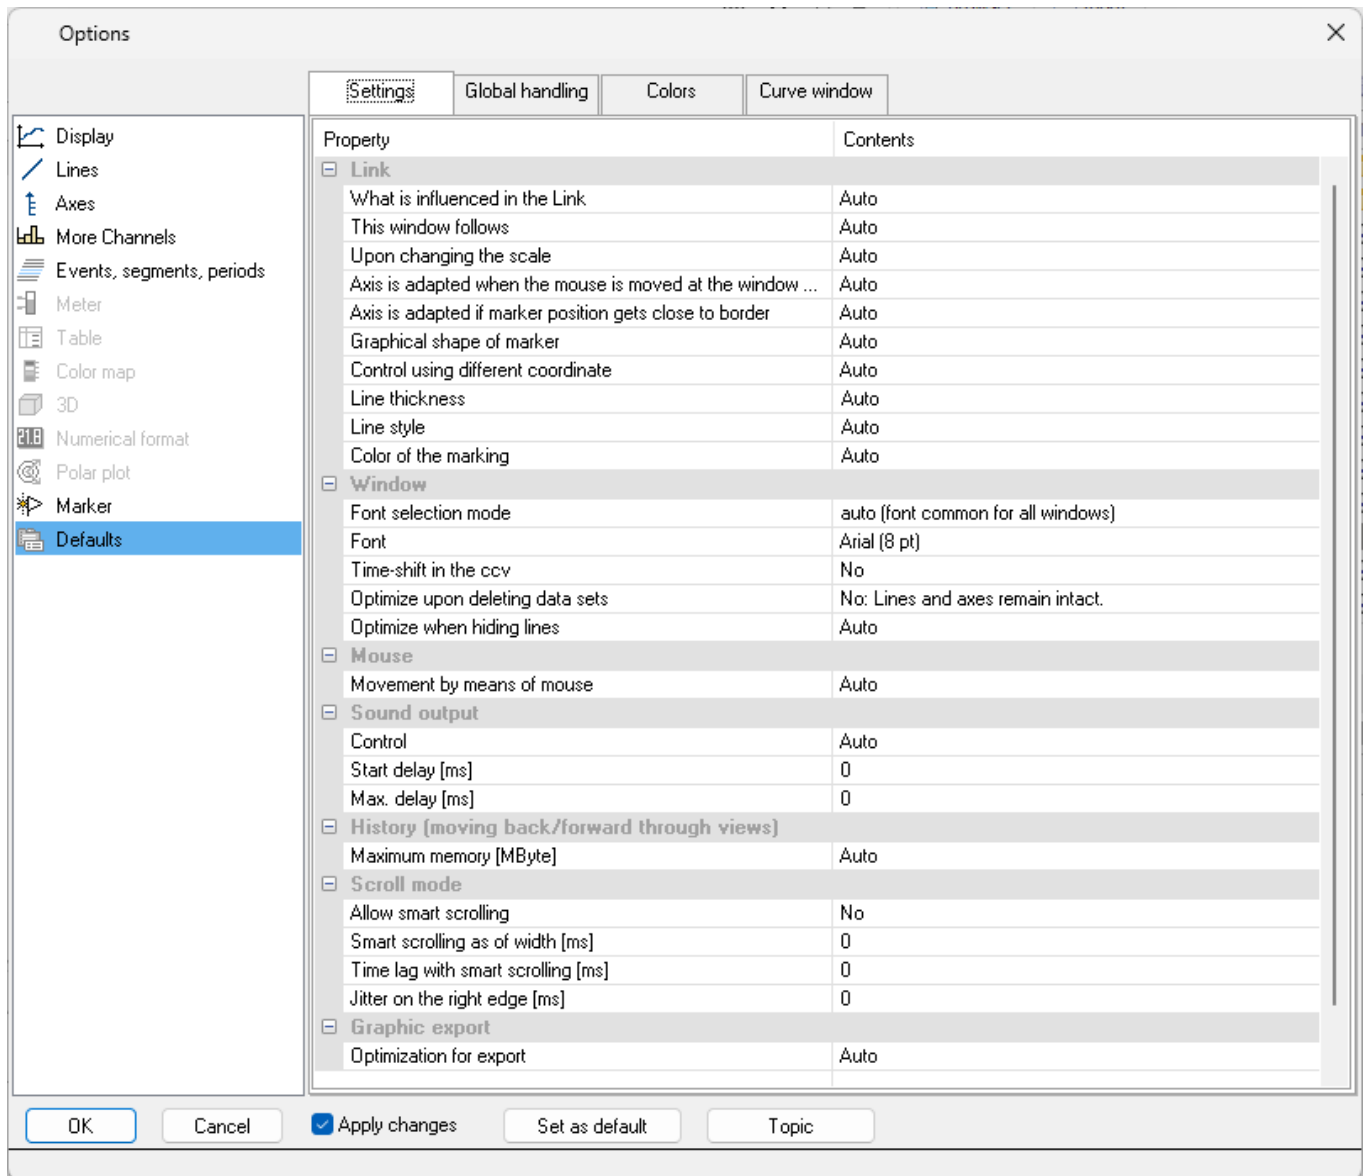 Options
Settings
Global handling
Colors
Curve window
Display
Lines
Axes
More Channels
Events, segments, periods
Meter
Table
Color map
3D
21.8 Numerical format
Polar plot
Marker
Defaults
Property Contents
Link
What is influenced in the Link Auto
This window follows Auto
Upon changing the scale Auto
Axis is adapted when the mouse is moved at the window ... Auto
Axis is adapted if marker position gets close to border Auto
Graphical shape of marker Auto
Control using different coordinate Auto
Line thickness Auto
Line style Auto
Color of the marking Auto
Window
Font selection mode auto (font common for all windows)
Font Arial (8 pt)
Time-shift in the ccv No
Optimize upon deleting data sets No: Lines and axes remain intact.
Optimize when hiding lines Auto
Mouse
Movement by means of mouse Auto
Sound output
Control Auto
Start delay [ms] 0
Max. delay [ms] 0
History (moving back/forward through views)
Maximum memory [MByte] Auto
Scroll mode
Allow smart scrolling No
Smart scrolling as of width [ms] 0
Time lag with smart scrolling [ms] 0
Jitter on the right edge [ms] 0
Graphic export
Optimization for export Auto
OK
Cancel
Apply changes
Set as default
Topic